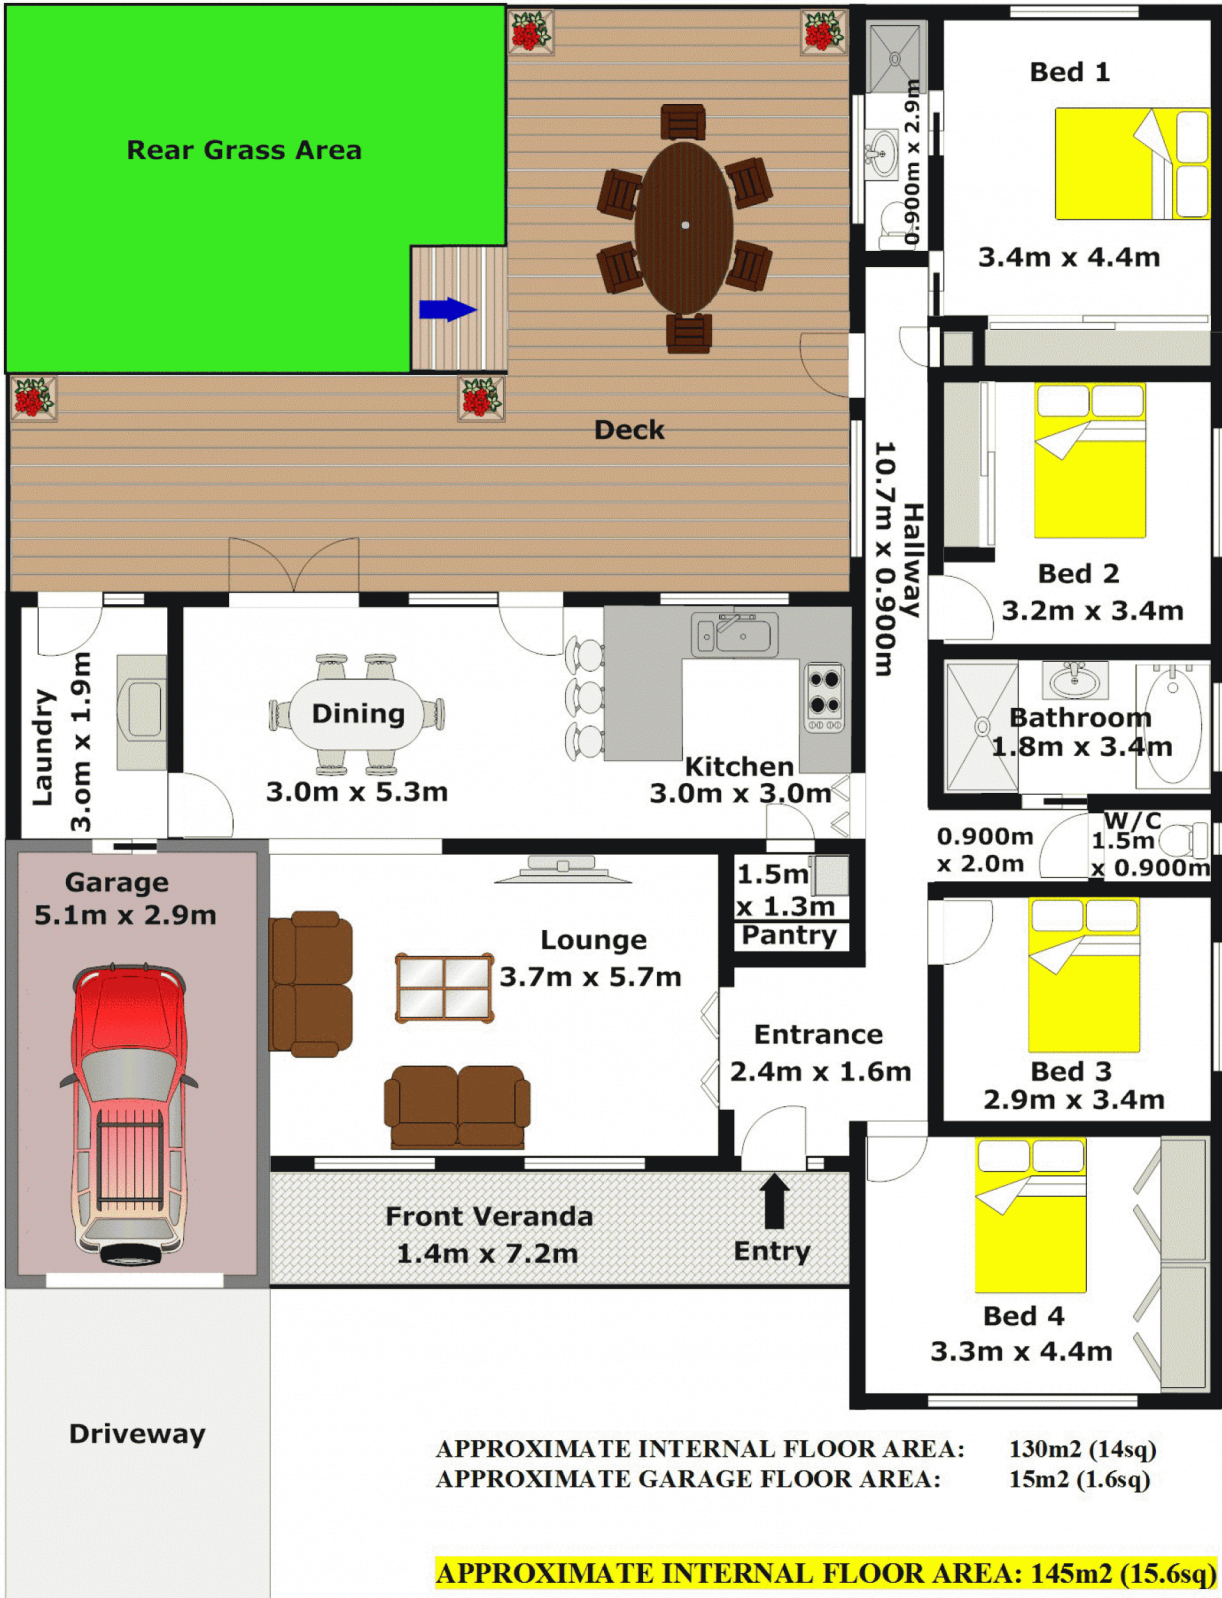 Rear Grass Area
Bed 1
0.900m x 2.9m
3.4m x 4.4m
Deck
Hallway
10.7m x 0.900m
Bed 2
3.2m x 3.4m
Laundry
3.om x 1.9m
Dining
3.0m x 5.3m
Kitchen
3.0m x 3.0m
Bathroom
1.8m x 3.4m
0.900m
x 2.0m
W/C
1.5m
x 0.900m
Garage
5.1m x 2.9m
Lounge
3.7m x 5.7m
1.5m
x 1.3m
Pantry
Entrance
2.4m x 1.6m
Bed 3
2.9m x 3.4m
Front Veranda
1.4m x 7.2m
Entry
Bed 4
3.3m x 4.4m
Driveway
APPROXIMATE INTERNAL FLOOR AREA: 130m2 (14sq)
APPROXIMATE GARAGE FLOOR AREA: 15m2 (1.6sq)
APPROXIMATE INTERNAL FLOOR AREA: 145m2 (15.6sq)